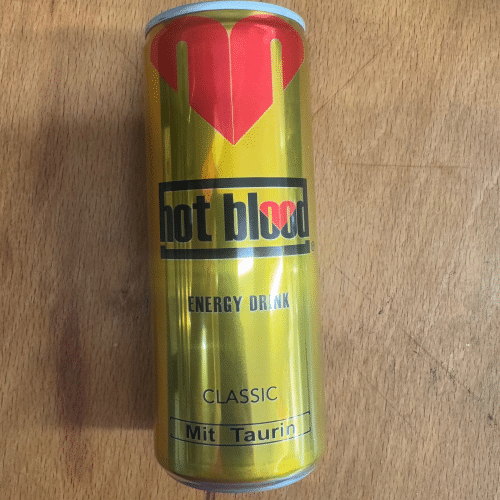 hot blood
ENERGY DRINK
CLASSIC
Mit Taurin